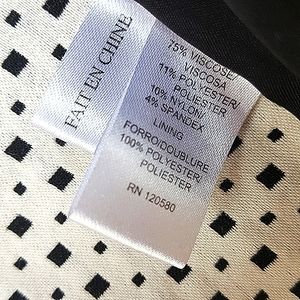 FAIT EN CHINE
75% VISCOSE/
VISCOSA
11% POLYESTER/
POLIESTER
10% NYLON/
4% SPANDEX
LINING
FORRO/DOUBLURE
100% POLYESTER/
POLIESTER
RN 120580